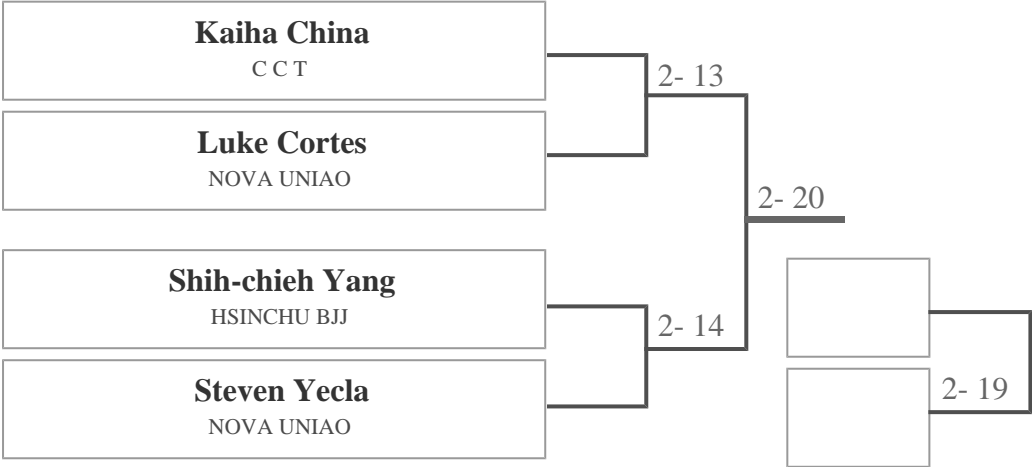 Kaiha China
C C T
2- 13
Luke Cortes
NOVA UNIAO
2- 20
Shih-chieh Yang
HSINCHU BJJ
2- 14
Steven Yecla
NOVA UNIAO
2- 19